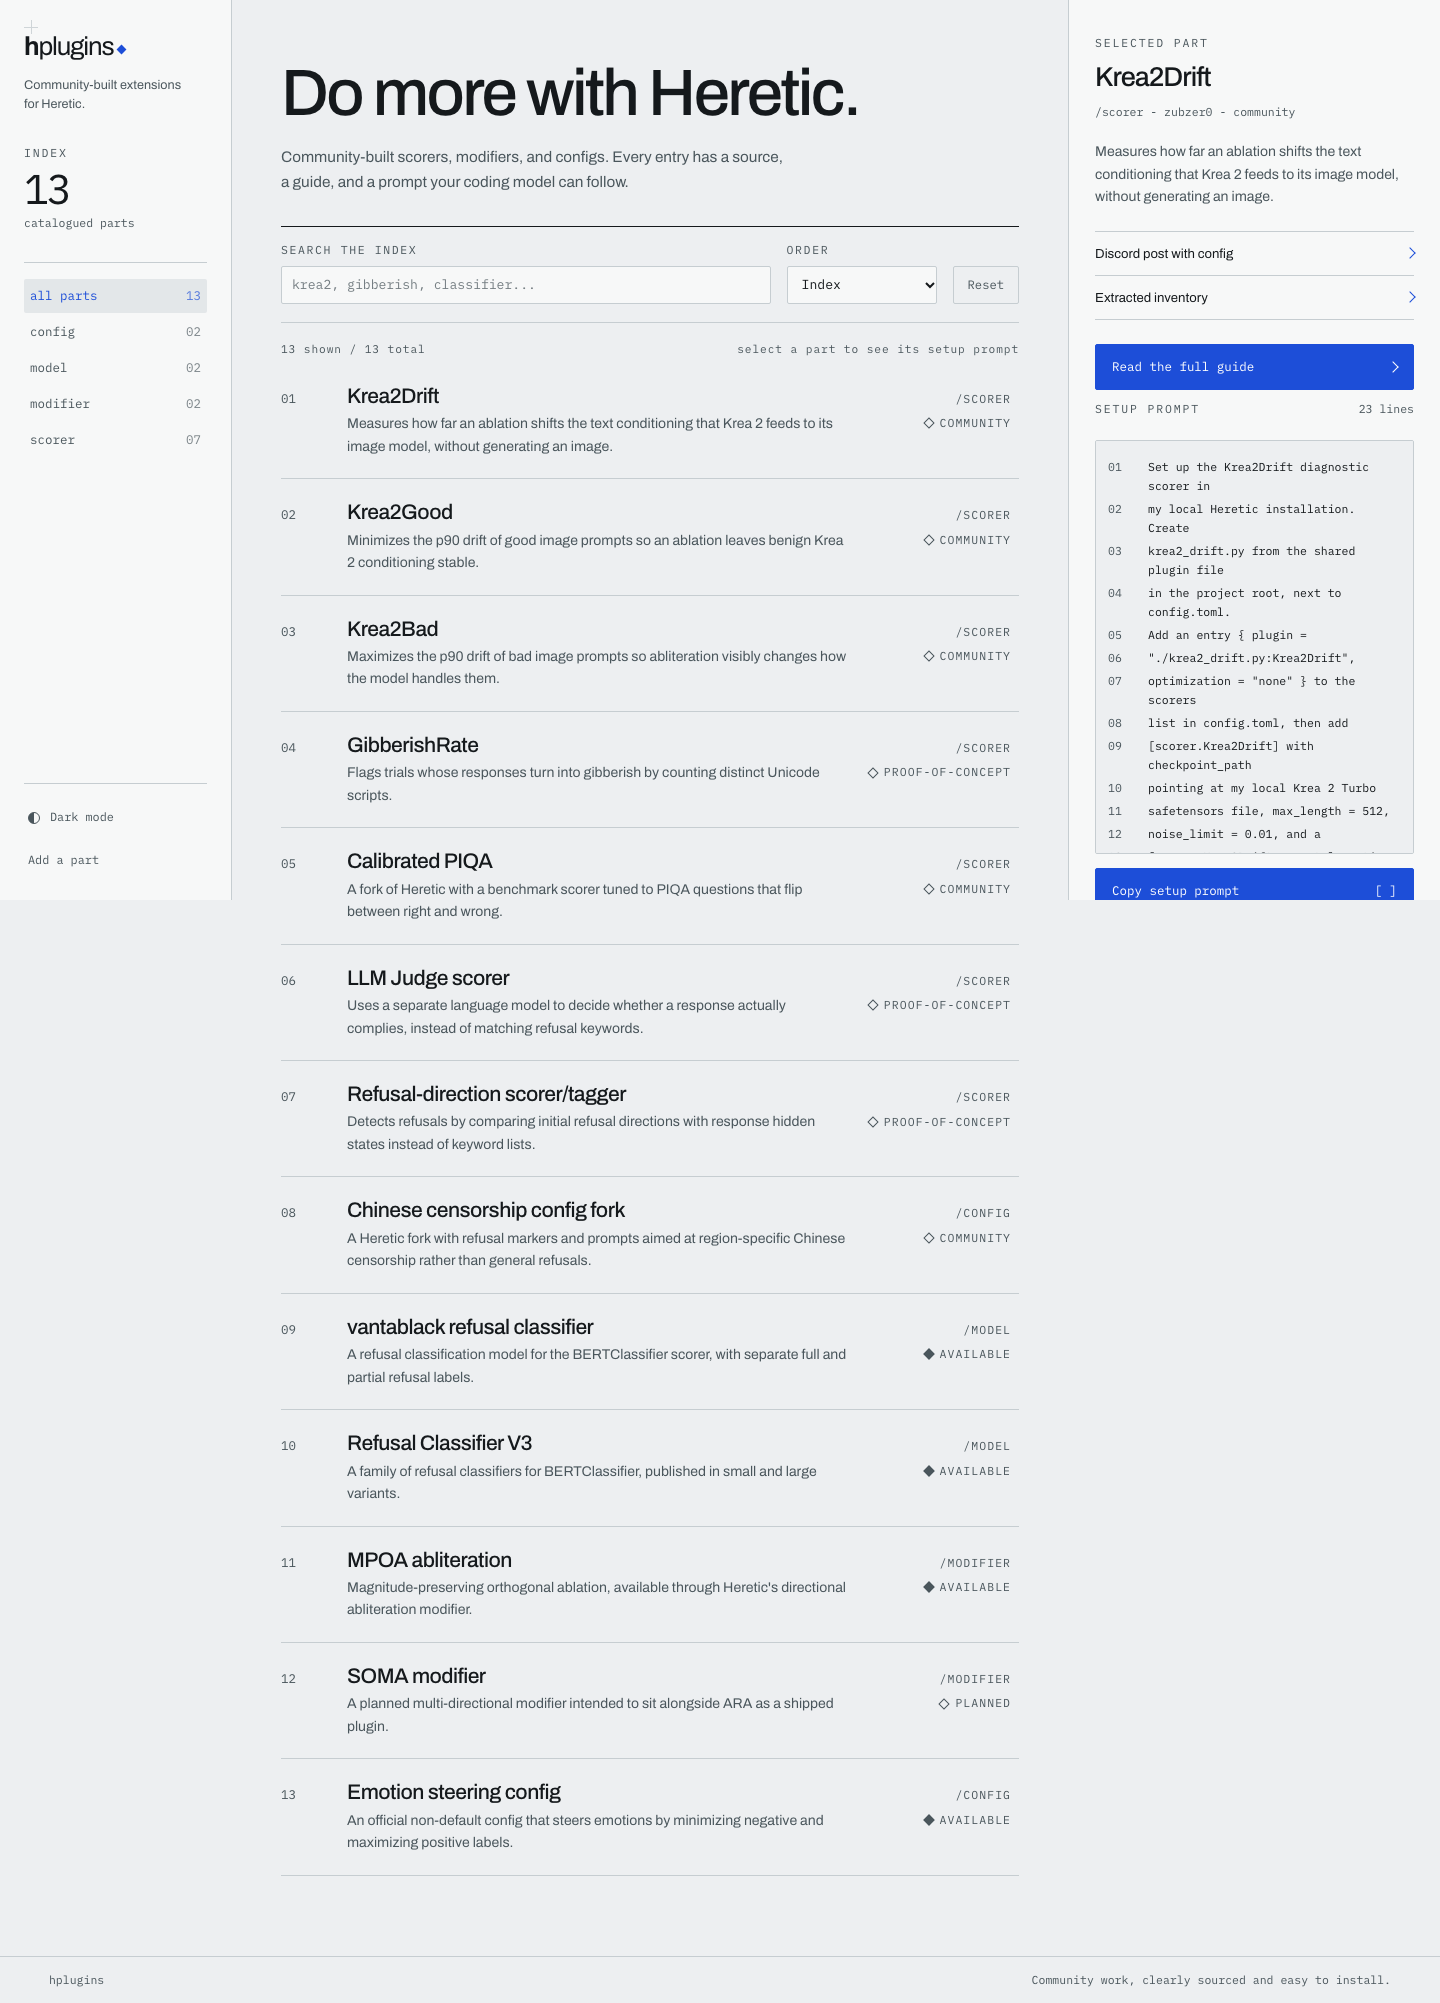 hplugins
Community-built extensions
for Heretic.
INDEX
13
catalogued parts
all parts 13
config 02
model 02
modifier 02
scorer 07
Dark mode
Add a part
Do more with Heretic.
Community-built scorers, modifiers, and configs. Every entry has a source,
a guide, and a prompt your coding model can follow.
SEARCH THE INDEX
krea2, gibberish, classifier...
ORDER
Index
Reset
13 shown / 13 total
select a part to see its setup prompt
01
Krea2Drift
Measures how far an ablation shifts the text conditioning that Krea 2 feeds to its
image model, without generating an image.
/SCORER
COMMUNITY
02
Krea2Good
Minimizes the p90 drift of good image prompts so an ablation leaves benign Krea
2 conditioning stable.
/SCORER
COMMUNITY
03
Krea2Bad
Maximizes the p90 drift of bad image prompts so abliteration visibly changes how
the model handles them.
/SCORER
COMMUNITY
04
GibberishRate
Flags trials whose responses turn into gibberish by counting distinct Unicode
scripts.
/SCORER
PROOF-OF-CONCEPT
05
Calibrated PIQA
A fork of Heretic with a benchmark scorer tuned to PIQA questions that flip
between right and wrong.
/SCORER
COMMUNITY
06
LLM Judge scorer
Uses a separate language model to decide whether a response actually
complies, instead of matching refusal keywords.
/SCORER
PROOF-OF-CONCEPT
07
Refusal-direction scorer/tagger
Detects refusals by comparing initial refusal directions with response hidden
states instead of keyword lists.
/SCORER
PROOF-OF-CONCEPT
08
Chinese censorship config fork
A Heretic fork with refusal markers and prompts aimed at region-specific Chinese
censorship rather than general refusals.
/CONFIG
COMMUNITY
09
vantablack refusal classifier
A refusal classification model for the BERTClassifier scorer, with separate full and
partial refusal labels.
/MODEL
AVAILABLE
10
Refusal Classifier V3
A family of refusal classifiers for BERTClassifier, published in small and large
variants.
/MODEL
AVAILABLE
11
MPOA abliteration
Magnitude-preserving orthogonal ablation, available through Heretic's directional
abliteration modifier.
/MODIFIER
AVAILABLE
12
SOMA modifier
A planned multi-directional modifier intended to sit alongside ARA as a shipped
plugin.
/MODIFIER
PLANNED
13
Emotion steering config
An official non-default config that steers emotions by minimizing negative and
maximizing positive labels.
/CONFIG
AVAILABLE
SELECTED PART
Krea2Drift
/scorer - zubzer0 - community
Measures how far an ablation shifts the text
conditioning that Krea 2 feeds to its image model,
without generating an image.
Discord post with config
Extracted inventory
Read the full guide
SETUP PROMPT 23 lines
01 Set up the Krea2Drift diagnostic
scorer in
02 my local Heretic installation.
Create
03 krea2_drift.py from the shared
plugin file
04 in the project root, next to
config.toml.
05 Add an entry { plugin =
06 "./krea2_drift.py:Krea2Drift",
07 optimization = "none" } to the
scorers
08 list in config.toml, then add
09 [scorer.Krea2Drift] with
checkpoint_path
10 pointing at my local Krea 2 Turbo
11 safetensors file, max_length = 512,
12 noise_limit = 0.01, and a
Copy setup prompt [ ]
hplugins
Community work, clearly sourced and easy to install.